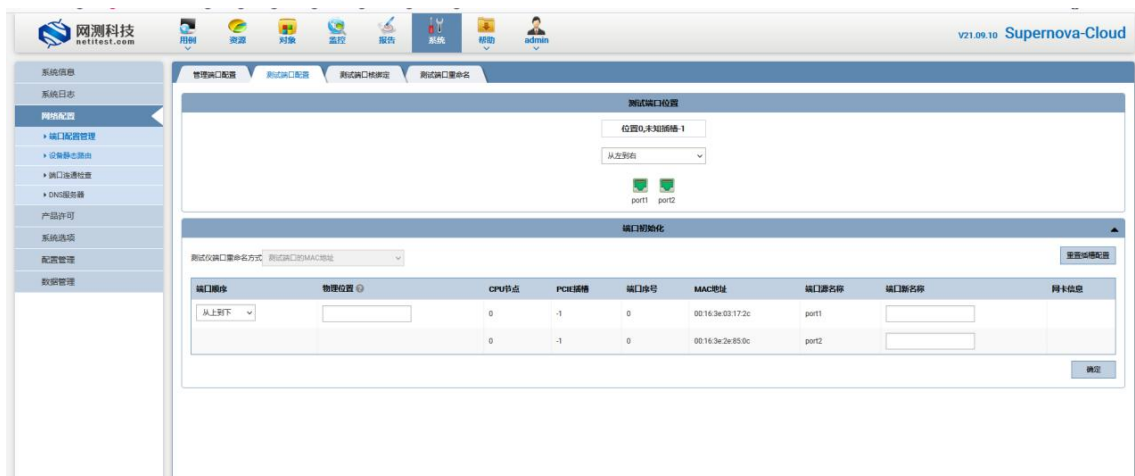 网测科技
netitest.com
用例 资源 对象 监控 报告 系统 帮助 admin
V21.09.10 Supernova-Cloud
系统信息
系统日志
网络配置
端口配置管理
设备静态路由
端口连通检查
DNS服务器
产品许可
系统选项
配置管理
数据管理
管理端口配置 测试端口配置 测试端口核绑定 测试端口重命名
测试端口位置
位置0,未知插槽-1
从左到右
port1 port2
端口初始化
测试仪端口重命名方式 测试端口的MAC地址 重置插槽配置
端口顺序 物理位置 CPU节点 PCIE插槽 端口序号 MAC地址 端口源名称 端口新名称 网卡信息
从上到下 0 -1 0 00:16:3e:03:17:2c port1
0 -1 0 00:16:3e:2e:85:0c port2
确定